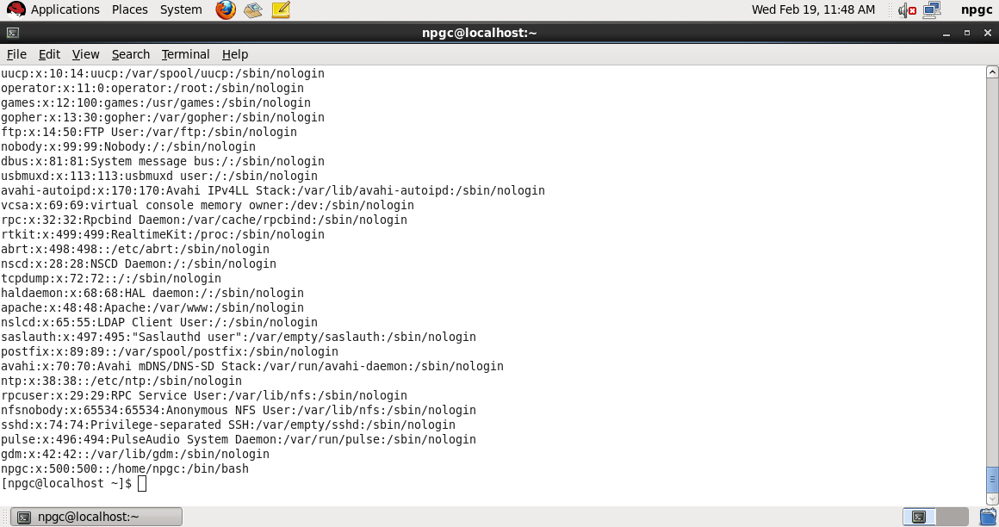 Applications Places System Wed Feb 19, 11:48 AM npgc
npgc@localhost:~
File Edit View Search Terminal Help
uucp:x:10:14:uucp:/var/spool/uucp:/sbin/nologin
operator:x:11:0:operator:/root:/sbin/nologin
games:x:12:100:games:/usr/games:/sbin/nologin
gopher:x:13:30:gopher:/var/gopher:/sbin/nologin
ftp:x:14:50:FTP User:/var/ftp:/sbin/nologin
nobody:x:99:99:Nobody:/:/sbin/nologin
dbus:x:81:81:System message bus:/:/sbin/nologin
usbmuxd:x:113:113:usbmuxd user:/:/sbin/nologin
avahi-autoipd:x:170:170:Avahi IPv4LL Stack:/var/lib/avahi-autoipd:/sbin/nologin
vcsa:x:69:69:virtual console memory owner:/dev:/sbin/nologin
rpc:x:32:32:Rpcbind Daemon:/var/cache/rpcbind:/sbin/nologin
rtkit:x:499:499:RealtimeKit:/proc:/sbin/nologin
abrt:x:498:498::/etc/abrt:/sbin/nologin
nscd:x:28:28:NSCD Daemon:/:/sbin/nologin
tcpdump:x:72:72::/:/sbin/nologin
haldaemon:x:68:68:HAL daemon:/:/sbin/nologin
apache:x:48:48:Apache:/var/www:/sbin/nologin
nslcd:x:65:55:LDAP Client User:/:/sbin/nologin
saslauth:x:497:495:"Saslauthd user":/var/empty/saslauth:/sbin/nologin
postfix:x:89:89::/var/spool/postfix:/sbin/nologin
avahi:x:70:70:Avahi mDNS/DNS-SD Stack:/var/run/avahi-daemon:/sbin/nologin
ntp:x:38:38::/etc/ntp:/sbin/nologin
rpcuser:x:29:29:RPC Service User:/var/lib/nfs:/sbin/nologin
nfsnobody:x:65534:65534:Anonymous NFS User:/var/lib/nfs:/sbin/nologin
sshd:x:74:74:Privilege-separated SSH:/var/empty/sshd:/sbin/nologin
pulse:x:496:494:PulseAudio System Daemon:/var/run/pulse:/sbin/nologin
gdm:x:42:42::/var/lib/gdm:/sbin/nologin
npgc:x:500:500::/home/npgc:/bin/bash
[npgc@localhost ~]$
npgc@localhost:~